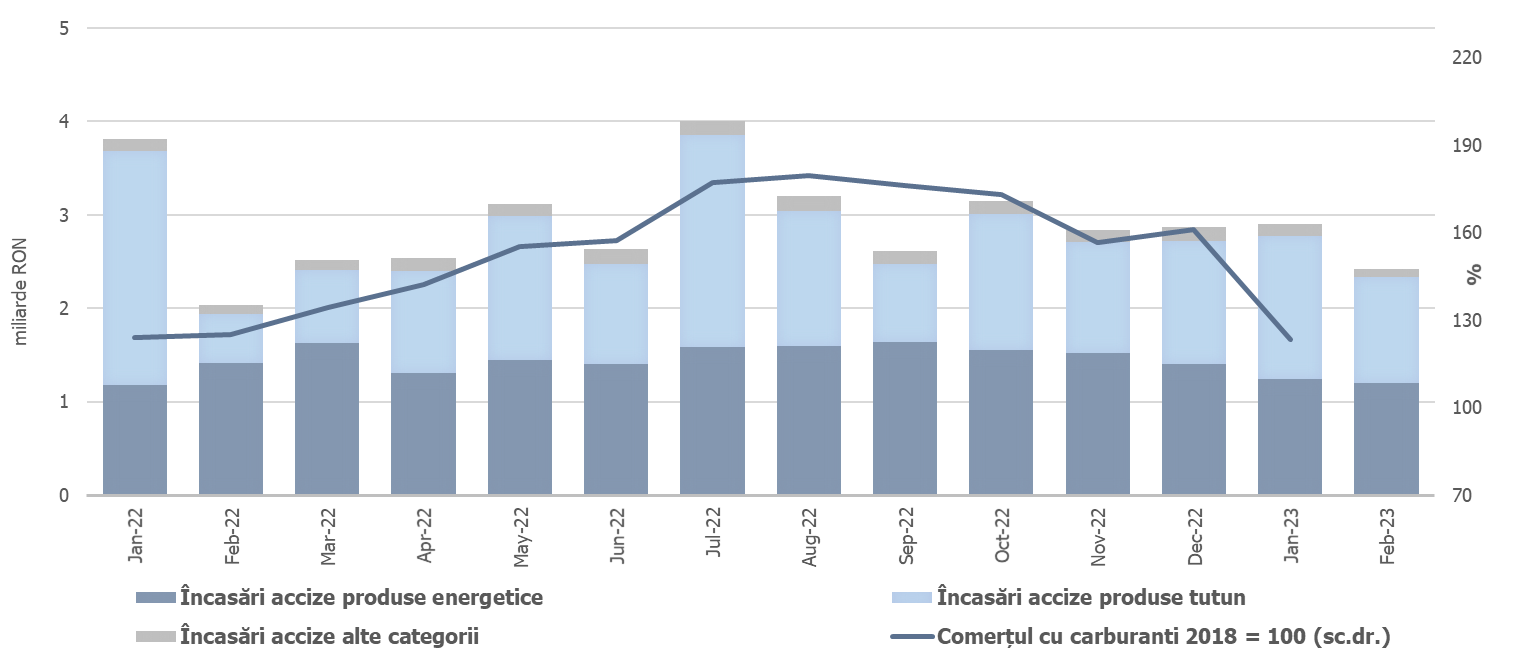 5
4
3
2
1
0
miliarde RON
220
190
160
130
100
70
%
Jan-22
Feb-22
Mar-22
Apr-22
May-22
Jun-22
Jul-22
Aug-22
Sep-22
Oct-22
Nov-22
Dec-22
Jan-23
Feb-23
Încasări accize produse energetice
Încasări accize produse tutun
Încasări accize alte categorii
Comerțul cu carburanti 2018 = 100 (sc.dr.)